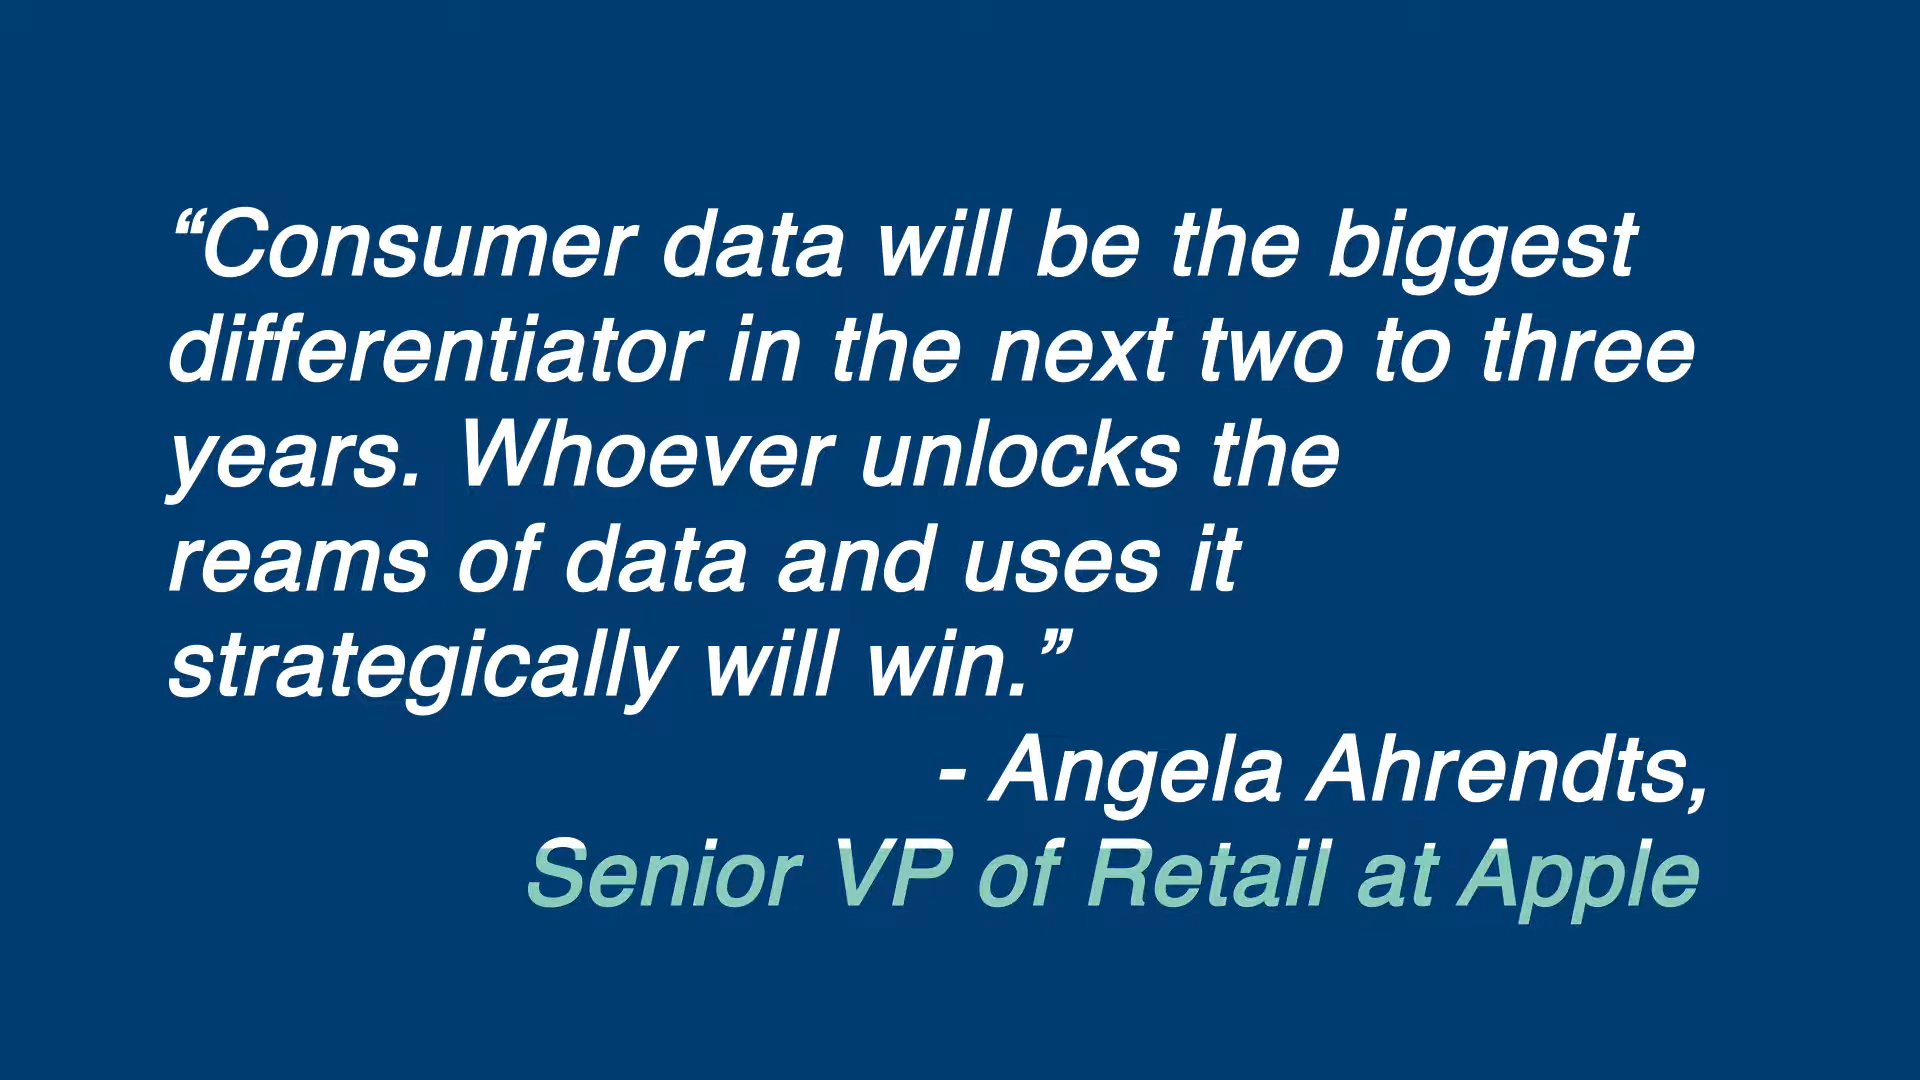 “Consumer data will be the biggest
differentiator in the next two to three
years. Whoever unlocks the
reams of data and uses it
strategically will win.”
- Angela Ahrendts,
Senior VP of Retail at Apple